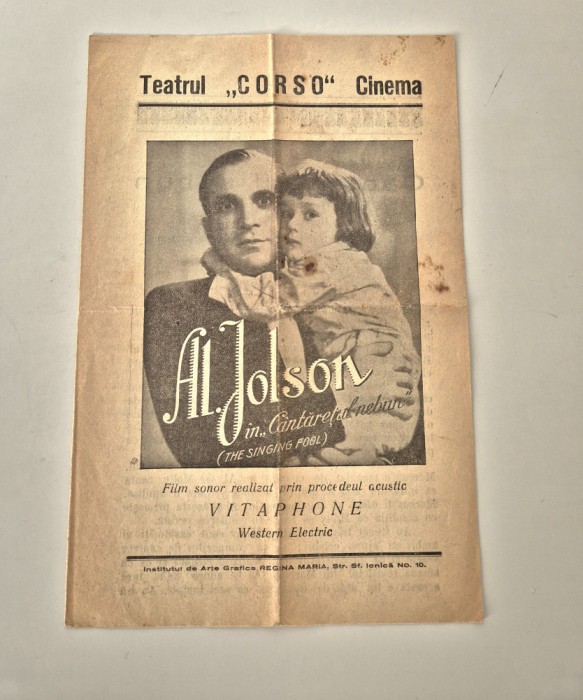 Teatrul „CORSO“ Cinema
Al. Jolson
in „Cântărețul nebun“
(THE SINGING FOOL)
Film sonor realizat prin procedeul acustic
VITAPHONE
Western Electric
Institutul de Arte Grafice REGINA MARIA, Str. Sf. Ionică No. 10.